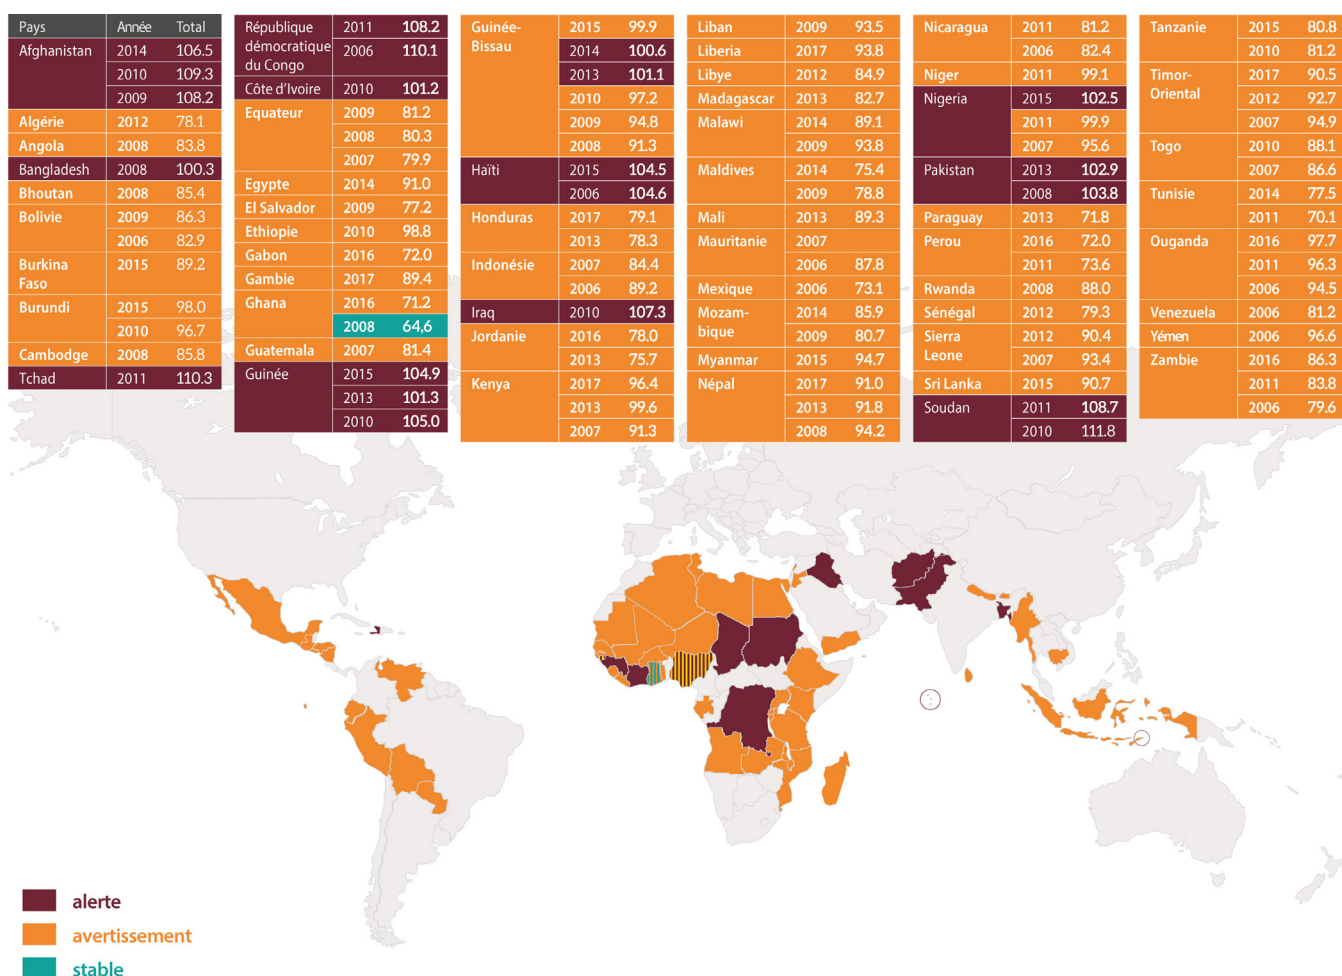 Pays Année Total
Afghanistan 2014 106.5
2010 109.3
2009 108.2
Algérie 2012 78.1
Angola 2008 83.8
Bangladesh 2008 100.3
Bhoutan 2008 85.4
Bolivie 2009 86.3
2006 82.9
Burkina 2015 89.2
Faso
Burundi 2015 98.0
2010 96.7
Cambodge 2008 85.8
Tchad 2011 110.3
République 2011 108.2
démocratique 2006 110.1
du Congo
Côte d'Ivoire 2010 101.2
Equateur 2009 81.2
2008 80.3
2007 79.9
Egypte 2014 91.0
El Salvador 2009 77.2
Ethiopie 2010 98.8
Gabon 2016 72.0
Gambie 2017 89.4
Ghana 2016 71.2
2008 64,6
Guatemala 2007 81.4
Guinée 2015 104.9
2013 101.3
2010 105.0
Guinée- 2015 99.9
Bissau 2014 100.6
2013 101.1
2010 97.2
2009 94.8
2008 91.3
Haïti 2015 104.5
2006 104.6
Honduras 2017 79.1
2013 78.3
Indonésie 2007 84.4
2006 89.2
Iraq 2010 107.3
Jordanie 2016 78.0
2013 75.7
Kenya 2017 96.4
2013 99.6
2007 91.3
Liban 2009 93.5
Liberia 2017 93.8
Libye 2012 84.9
Madagascar 2013 82.7
Malawi 2014 89.1
2009 93.8
Maldives 2014 75.4
2009 78.8
Mali 2013 89.3
Mauritanie 2007
2006 87.8
Mexique 2006 73.1
Mozam- 2014 85.9
bique 2009 80.7
Myanmar 2015 94.7
Népal 2017 91.0
2013 91.8
2008 94.2
Nicaragua 2011 81.2
2006 82.4
Niger 2011 99.1
Nigeria 2015 102.5
2011 99.9
2007 95.6
Pakistan 2013 102.9
2008 103.8
Paraguay 2013 71.8
Perou 2016 72.0
2011 73.6
Rwanda 2008 88.0
Sénégal 2012 79.3
Sierra 2012 90.4
Leone 2007 93.4
Sri Lanka 2015 90.7
Soudan 2011 108.7
2010 111.8
Tanzanie 2015 80.8
2010 81.2
Timor- 2017 90.5
Oriental 2012 92.7
2007 94.9
Togo 2010 88.1
2007 86.6
Tunisie 2014 77.5
2011 70.1
Ouganda 2016 97.7
2011 96.3
2006 94.5
Venezuela 2006 81.2
Yémen 2006 96.6
Zambie 2016 86.3
2011 83.8
2006 79.6
alerte
avertissement
stable